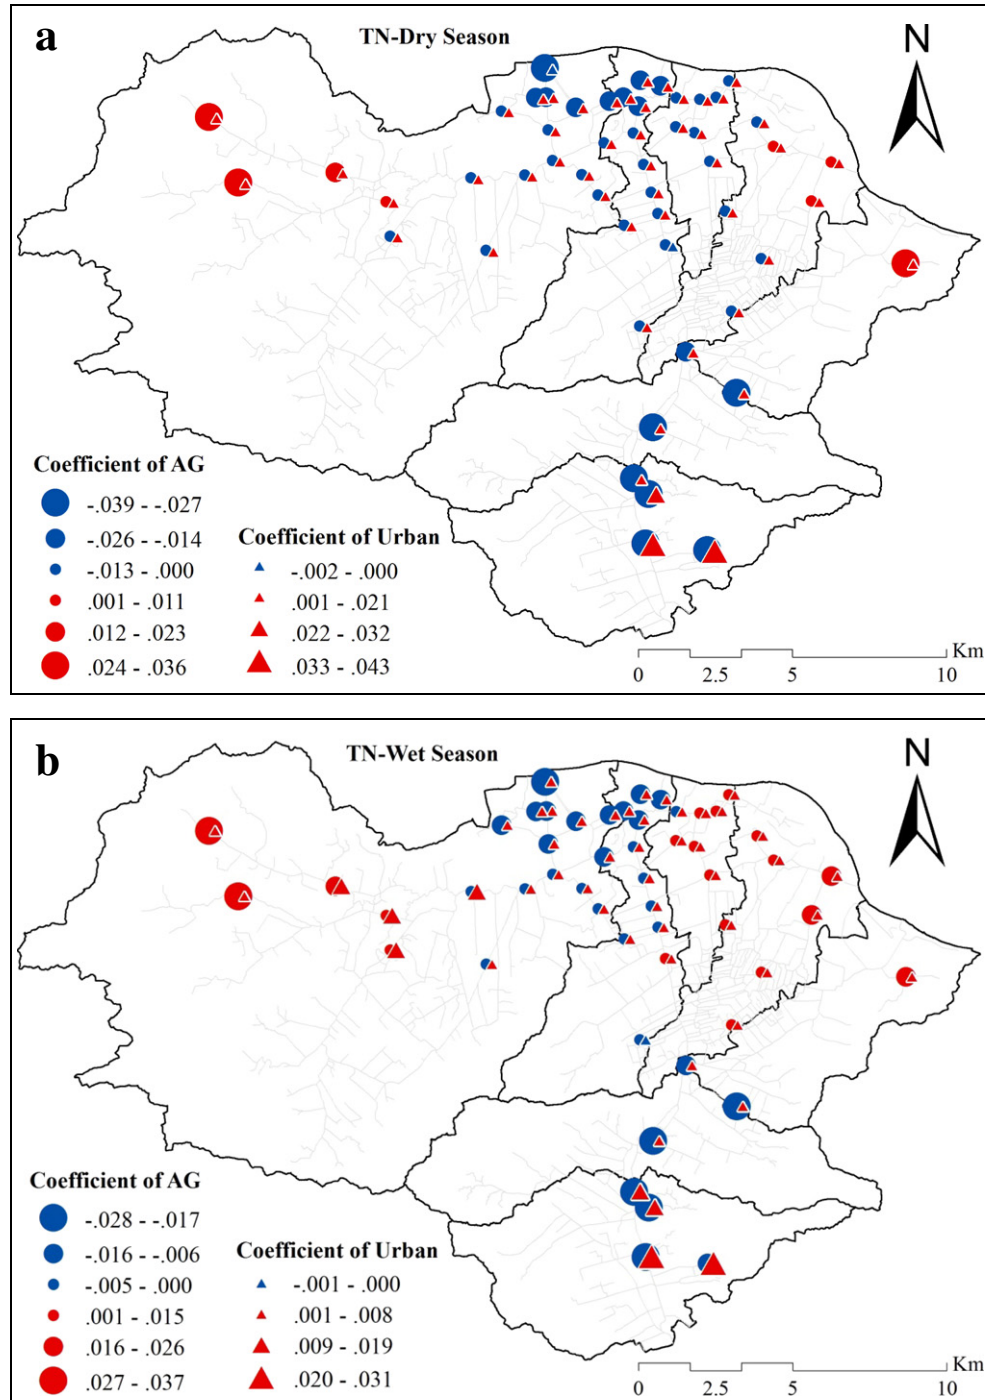 a
TN-Dry Season
N
Coefficient of AG
-.039 - -.027
-.026 - -.014
-.013 - .000
.001 - .011
.012 - .023
.024 - .036
Coefficient of Urban
-.002 - .000
.001 - .021
.022 - .032
.033 - .043
Km
0 2.5 5 10
b
TN-Wet Season
N
Coefficient of AG
-.028 - -.017
-.016 - -.006
-.005 - .000
.001 - .015
.016 - .026
.027 - .037
Coefficient of Urban
-.001 - .000
.001 - .008
.009 - .019
.020 - .031
Km
0 2.5 5 10